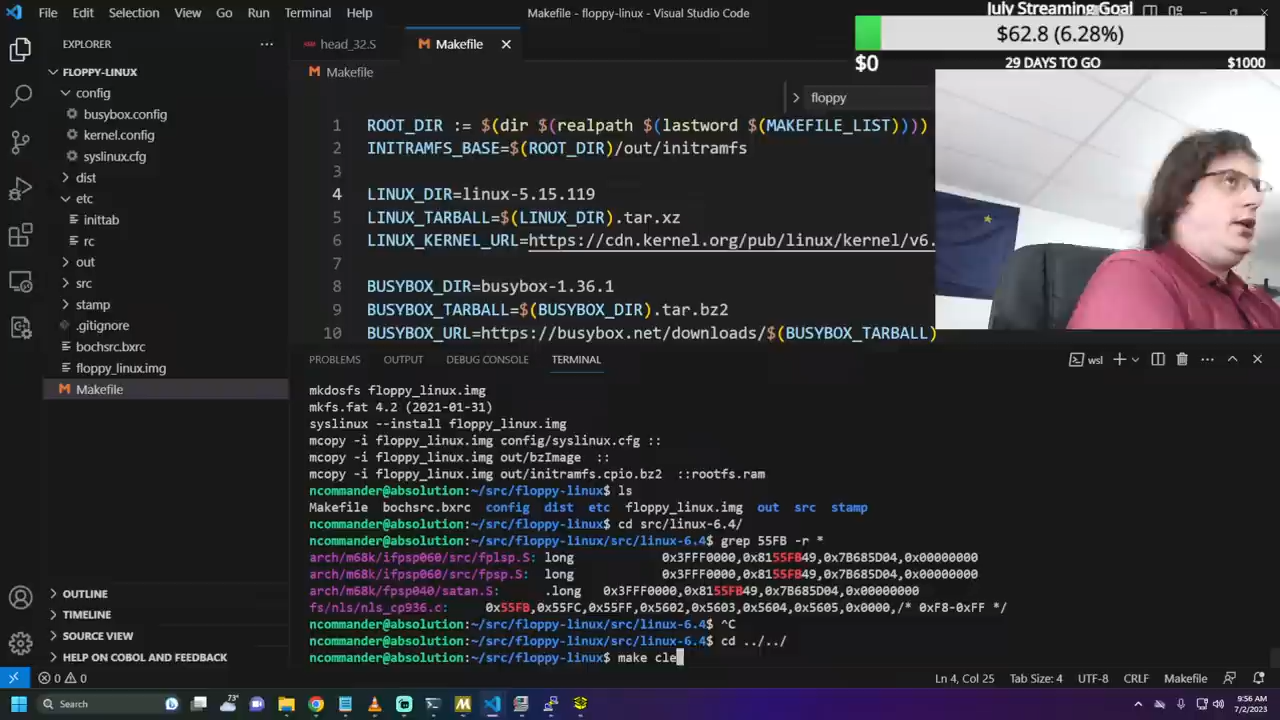 File Edit Selection View Go Run Terminal Help
Makefile - floppy-linux - Visual Studio Code
July Streaming Goal
$62.8 (6.28%)
$0 29 DAYS TO GO $1000
EXPLORER
FLOPPY-LINUX
config
busybox.config
kernel.config
syslinux.cfg
dist
etc
inittab
rc
out
src
stamp
.gitignore
bochsrc.bxrc
floppy_linux.img
Makefile
OUTLINE
TIMELINE
SOURCE VIEW
HELP ON COBOL AND FUJITSU
head_32.S Makefile
Makefile
floppy
1 ROOT_DIR := $(dir $(realpath $(lastword $(MAKEFILE_LIST))))
2 INITRAMFS_BASE=$(ROOT_DIR)/out/initramfs
3
4 LINUX_DIR=linux-5.15.119
5 LINUX_TARBALL=$(LINUX_DIR).tar.xz
6 LINUX_KERNEL_URL=https://cdn.kernel.org/pub/linux/kernel/v6.
7
8 BUSYBOX_DIR=busybox-1.36.1
9 BUSYBOX_TARBALL=$(BUSYBOX_DIR).tar.bz2
10 BUSYBOX_URL=https://busybox.net/downloads/$(BUSYBOX_TARBALL)
PROBLEMS OUTPUT DEBUG CONSOLE TERMINAL
wsl
mkdosfs floppy_linux.img
mkfs.fat 4.2 (2021-01-31)
syslinux --install floppy_linux.img
mcopy -i floppy_linux.img config/syslinux.cfg ::
mcopy -i floppy_linux.img out/bzImage ::
mcopy -i floppy_linux.img out/initramfs.cpio.bz2 ::rootfs.ram
ncommander@absolution:~/src/floppy-linux$ ls
Makefile bochsrc.bxrc config dist etc floppy_linux.img out src stamp
ncommander@absolution:~/src/floppy-linux$ cd src/linux-6.4/
ncommander@absolution:~/src/floppy-linux/src/linux-6.4$ grep 55FB -r *
arch/m68k/ifpsp060/src/fplsp.S: long 0x3FFF0000,0x8155FB49,0x7B685D04,0x00000000
arch/m68k/ifpsp060/src/fpsp.S: long 0x3FFF0000,0x8155FB49,0x7B685D04,0x00000000
arch/m68k/fpsp040/satan.S: .long 0x3FFF0000,0x8155FB49,0x7B685D04,0x00000000
fs/nls/nls_cp936.c: 0x55FB,0x55FC,0x55FF,0x5602,0x5603,0x5604,0x5605,0x0000,/* 0xF8-0xFF */
ncommander@absolution:~/src/floppy-linux/src/linux-6.4$ ^C
ncommander@absolution:~/src/floppy-linux/src/linux-6.4$ cd ../../
ncommander@absolution:~/src/floppy-linux$ make cle
0 0 Ln 4, Col 25 Tab Size: 4 UTF-8 CRLF Makefile
Search
73°
9:56 AM
7/2/2023